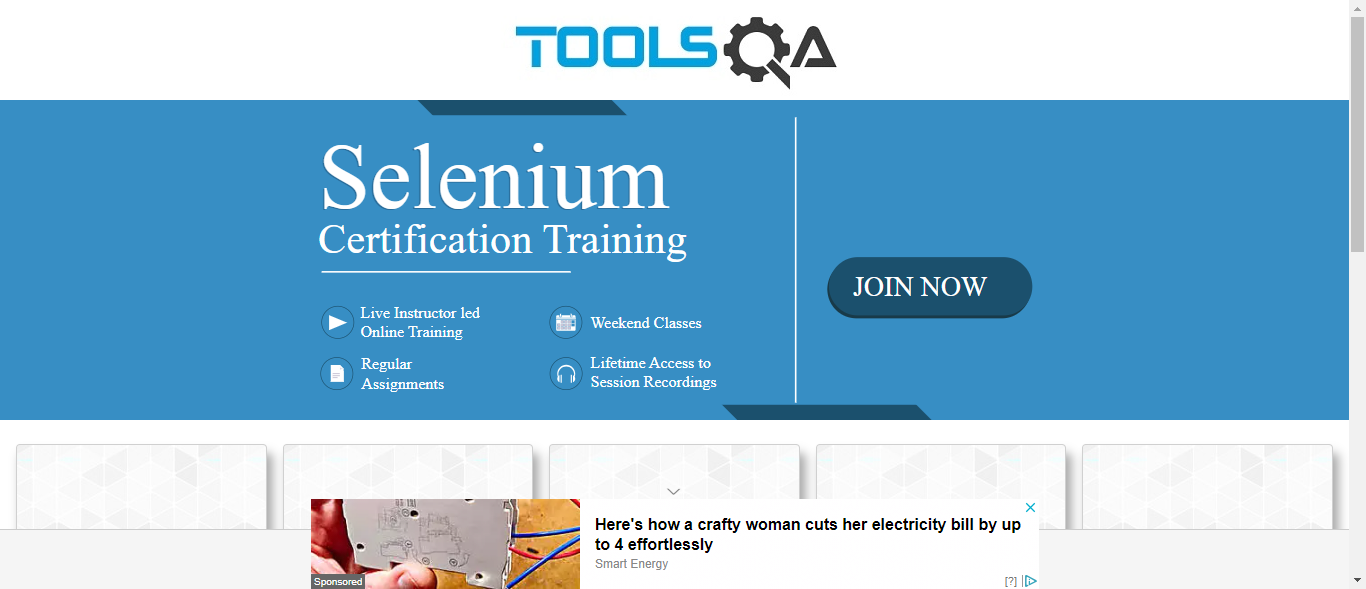 TOOLSQA
Selenium
Certification Training
Live Instructor led
Online Training
Weekend Classes
Regular
Assignments
Lifetime Access to
Session Recordings
JOIN NOW
Here's how a crafty woman cuts her electricity bill by up
to 4 effortlessly
Smart Energy
Sponsored
[?]